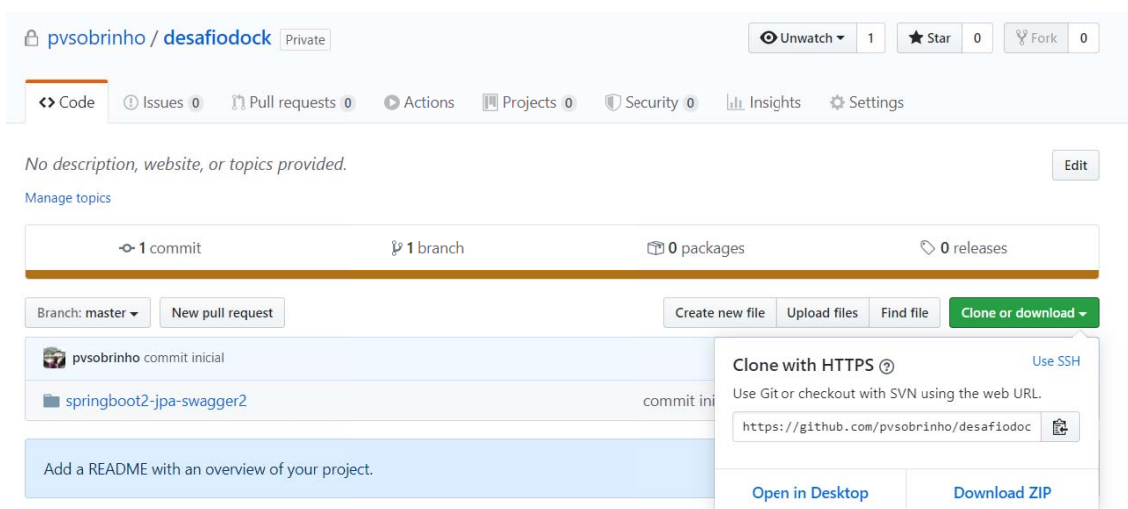 pvsobrinho / desafiodock Private
Unwatch 1 Star 0 Fork 0
Code Issues 0 Pull requests 0 Actions Projects 0 Security 0 Insights Settings
No description, website, or topics provided.
Edit
Manage topics
1 commit 1 branch 0 packages 0 releases
Branch: master New pull request Create new file Upload files Find file Clone or download
pvsobrinho commit inicial
springboot2-jpa-swagger2 commit ini
Add a README with an overview of your project.
Clone with HTTPS Use SSH
Use Git or checkout with SVN using the web URL.
https://github.com/pvsobrinho/desafiodoc
Open in Desktop Download ZIP